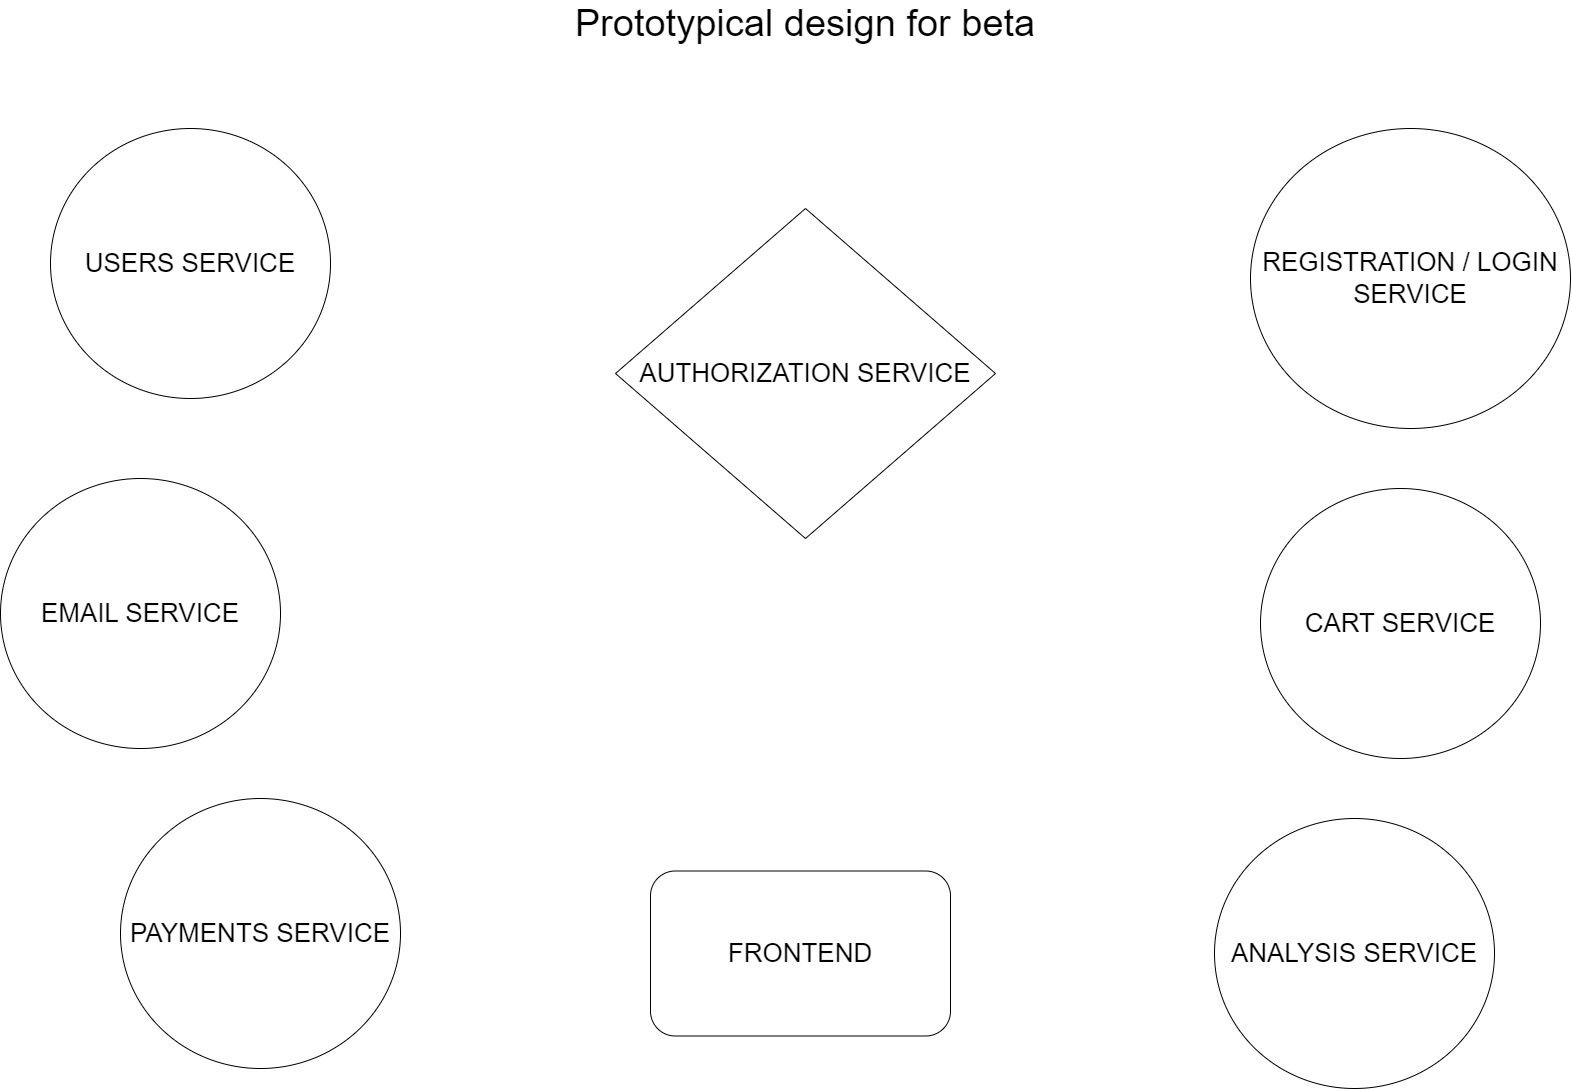 Prototypical design for beta
USERS SERVICE
REGISTRATION / LOGIN
SERVICE
AUTHORIZATION SERVICE
EMAIL SERVICE
CART SERVICE
PAYMENTS SERVICE
FRONTEND
ANALYSIS SERVICE